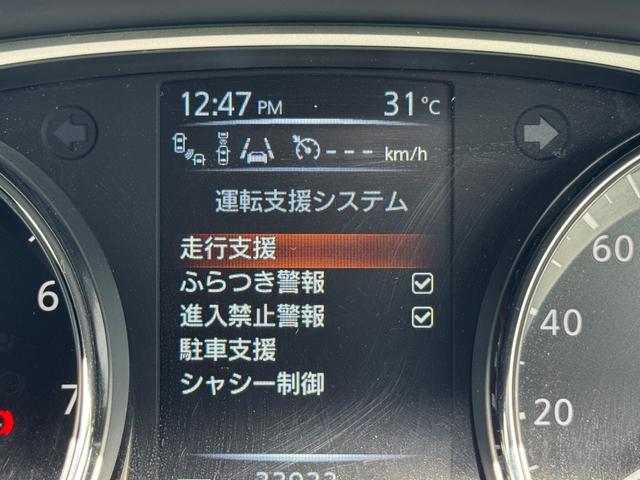 12:47 PM 31℃
--- km/h
運転支援システム
走行支援
ふらつき警報
進入禁止警報
駐車支援
シャシー制御
6
7
60
40
20